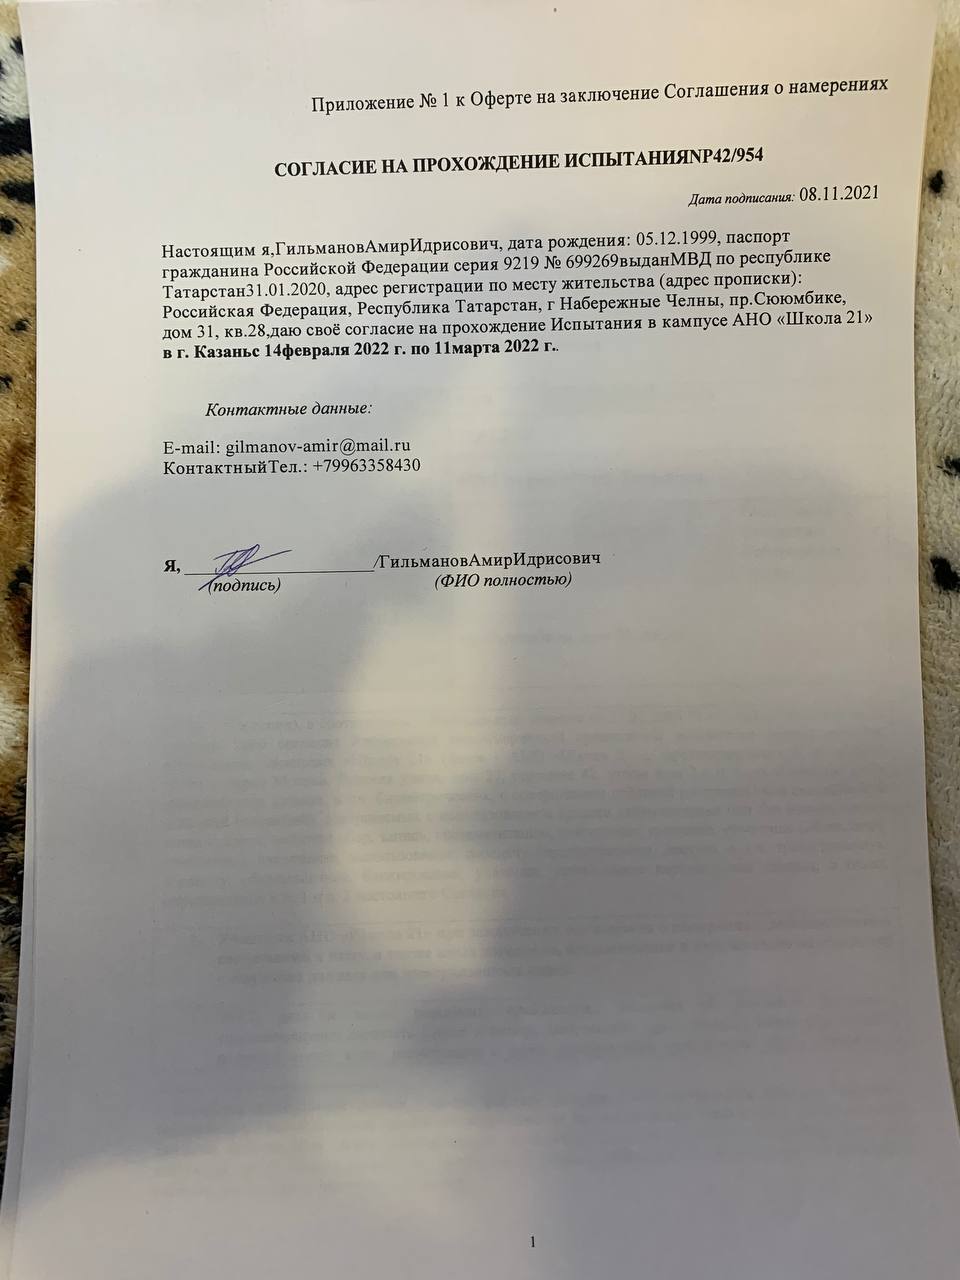 Приложение № 1 к Оферте на заключение Соглашения о намерениях
СОГЛАСИЕ НА ПРОХОЖДЕНИЕ ИСПЫТАНИЯNP42/954
Дата подписания: 08.11.2021
Настоящим я,ГильмановАмирИдрисович, дата рождения: 05.12.1999, паспорт
гражданина Российской Федерации серия 9219 № 699269выданМВД по республике
Татарстан31.01.2020, адрес регистрации по месту жительства (адрес прописки):
Российская Федерация, Республика Татарстан, г Набережные Челны, пр.Сююмбике,
дом 31, кв.28,даю своё согласие на прохождение Испытания в кампусе АНО «Школа 21»
в г. Казаньс 14февраля 2022 г. по 11марта 2022 г..
Контактные данные:
E-mail: gilmanov-amir@mail.ru
КонтактныйТел.: +79963358430
Я, ____________________/ГильмановАмирИдрисович
(подпись) (ФИО полностью)
1